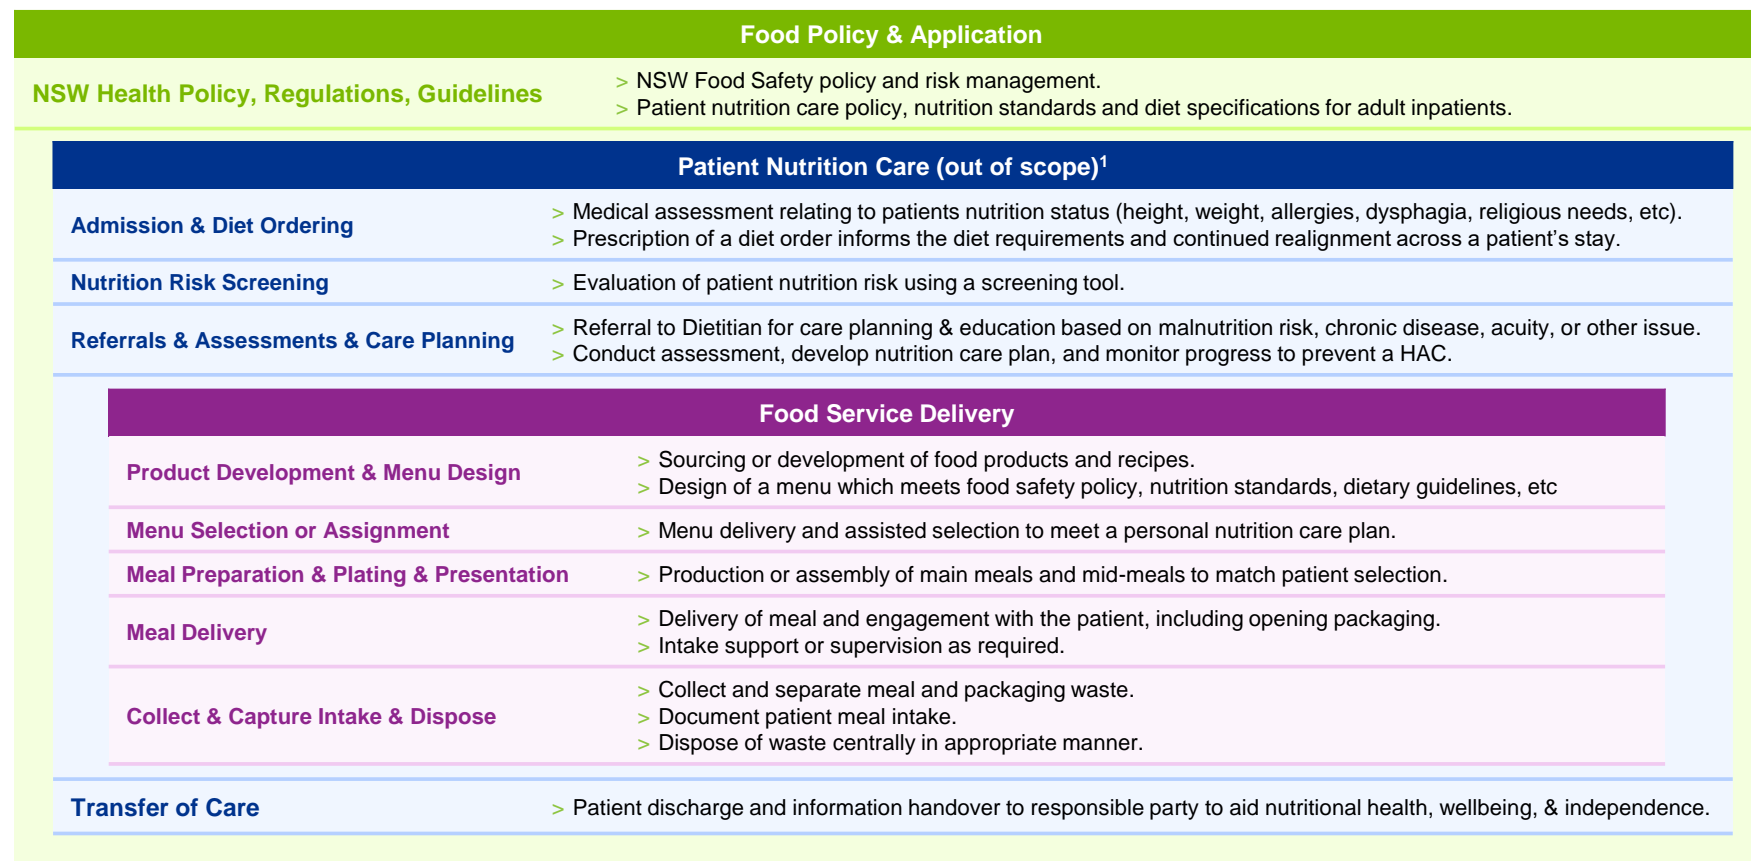 Food Policy & Application
NSW Health Policy, Regulations, Guidelines
> NSW Food Safety policy and risk management.
> Patient nutrition care policy, nutrition standards and diet specifications for adult inpatients.
Patient Nutrition Care (out of scope)¹
Admission & Diet Ordering
> Medical assessment relating to patients nutrition status (height, weight, allergies, dysphagia, religious needs, etc).
> Prescription of a diet order informs the diet requirements and continued realignment across a patient’s stay.
Nutrition Risk Screening
> Evaluation of patient nutrition risk using a screening tool.
Referrals & Assessments & Care Planning
> Referral to Dietitian for care planning & education based on malnutrition risk, chronic disease, acuity, or other issue.
> Conduct assessment, develop nutrition care plan, and monitor progress to prevent a HAC.
Food Service Delivery
Product Development & Menu Design
> Sourcing or development of food products and recipes.
> Design of a menu which meets food safety policy, nutrition standards, dietary guidelines, etc
Menu Selection or Assignment
> Menu delivery and assisted selection to meet a personal nutrition care plan.
Meal Preparation & Plating & Presentation
> Production or assembly of main meals and mid-meals to match patient selection.
Meal Delivery
> Delivery of meal and engagement with the patient, including opening packaging.
> Intake support or supervision as required.
Collect & Capture Intake & Dispose
> Collect and separate meal and packaging waste.
> Document patient meal intake.
> Dispose of waste centrally in appropriate manner.
Transfer of Care
> Patient discharge and information handover to responsible party to aid nutritional health, wellbeing, & independence.